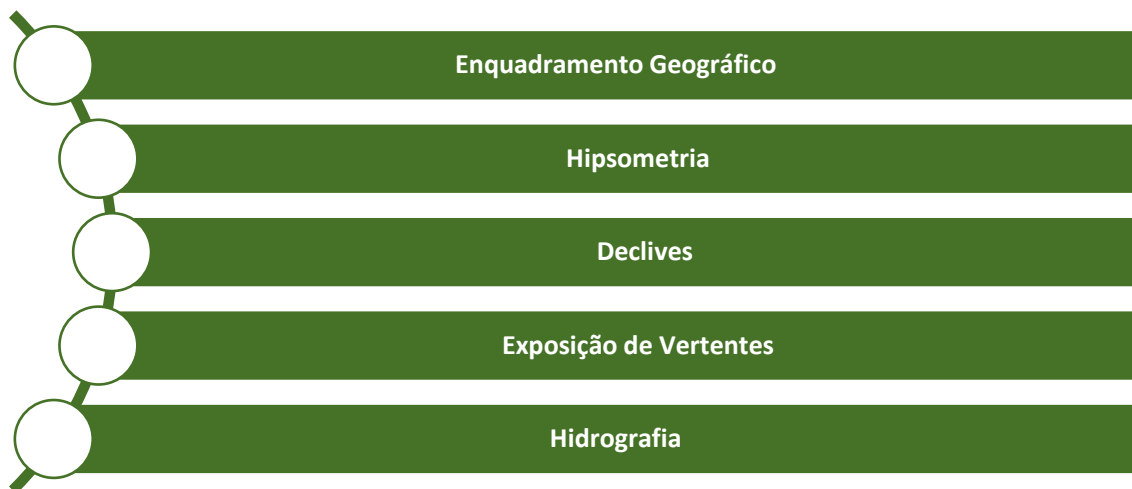 Enquadramento Geográfico
Hipsometria
Declives
Exposição de Vertentes
Hidrografia